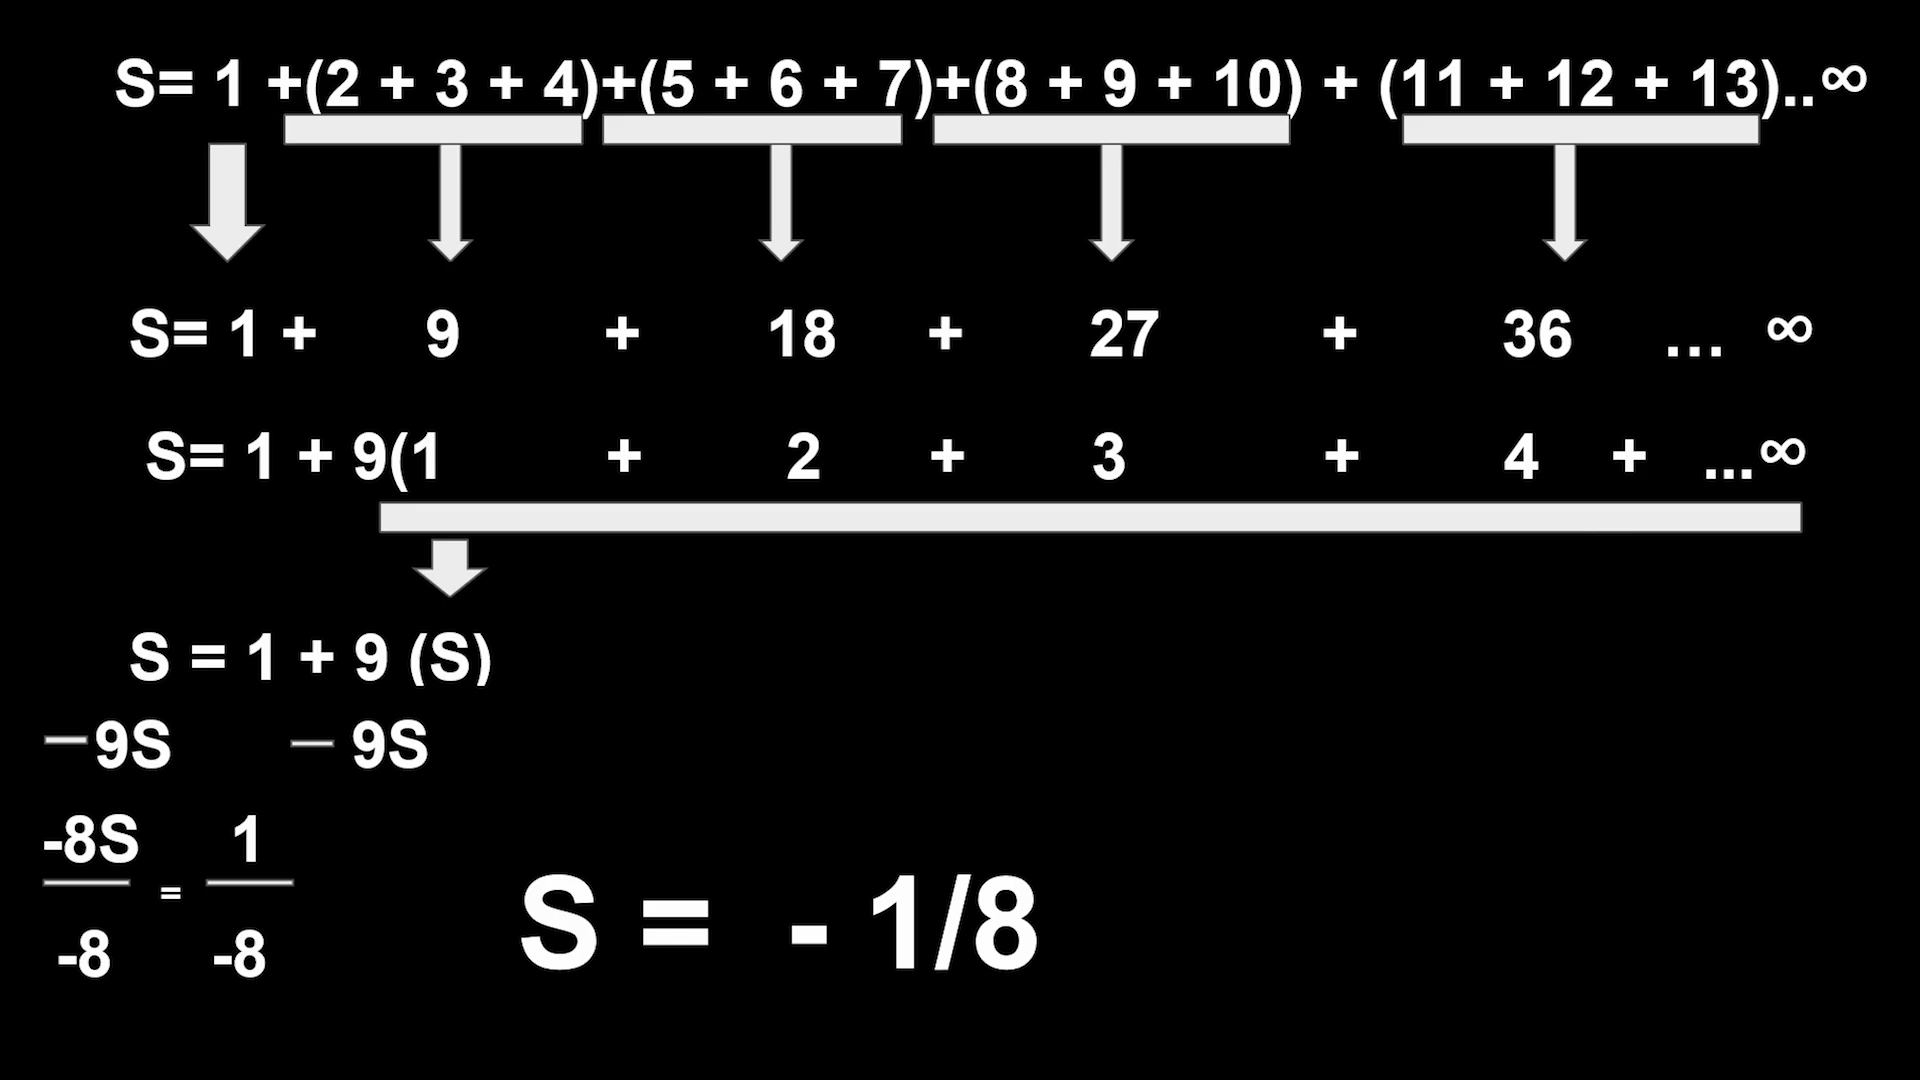 S= 1 +(2 + 3 + 4)+(5 + 6 + 7)+(8 + 9 + 10) + (11 + 12 + 13)..∞
S= 1 + 9 + 18 + 27 + 36 ... ∞
S= 1 + 9(1 + 2 + 3 + 4 + ...∞
S = 1 + 9 (S)
—9S — 9S
-8S = 1
-8 -8
S = - 1/8